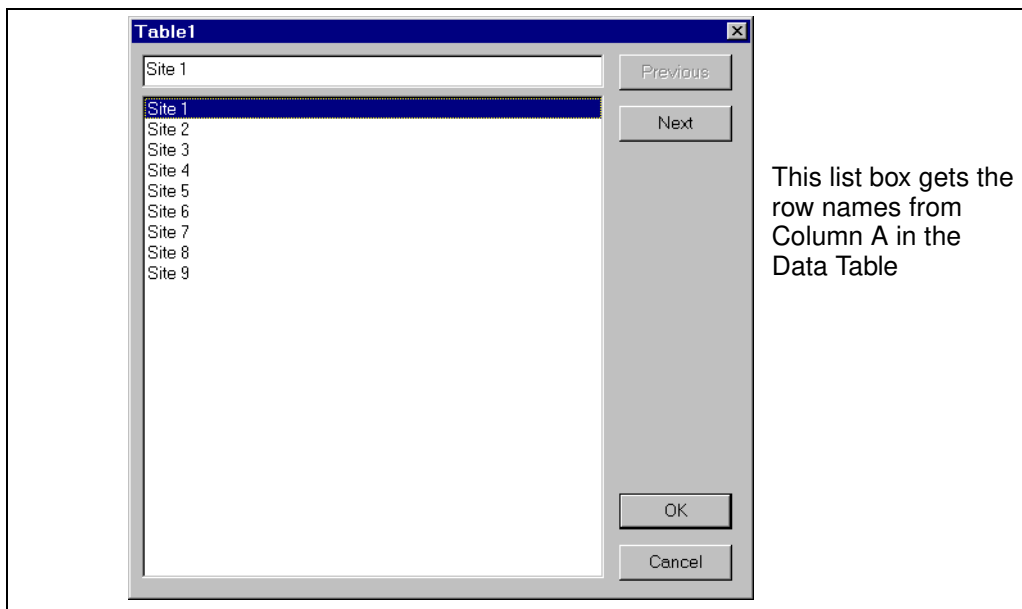 Table1
Site 1
Previous
Site 1
Site 2
Site 3
Site 4
Site 5
Site 6
Site 7
Site 8
Site 9
Next
OK
Cancel
This list box gets the
row names from
Column A in the
Data Table